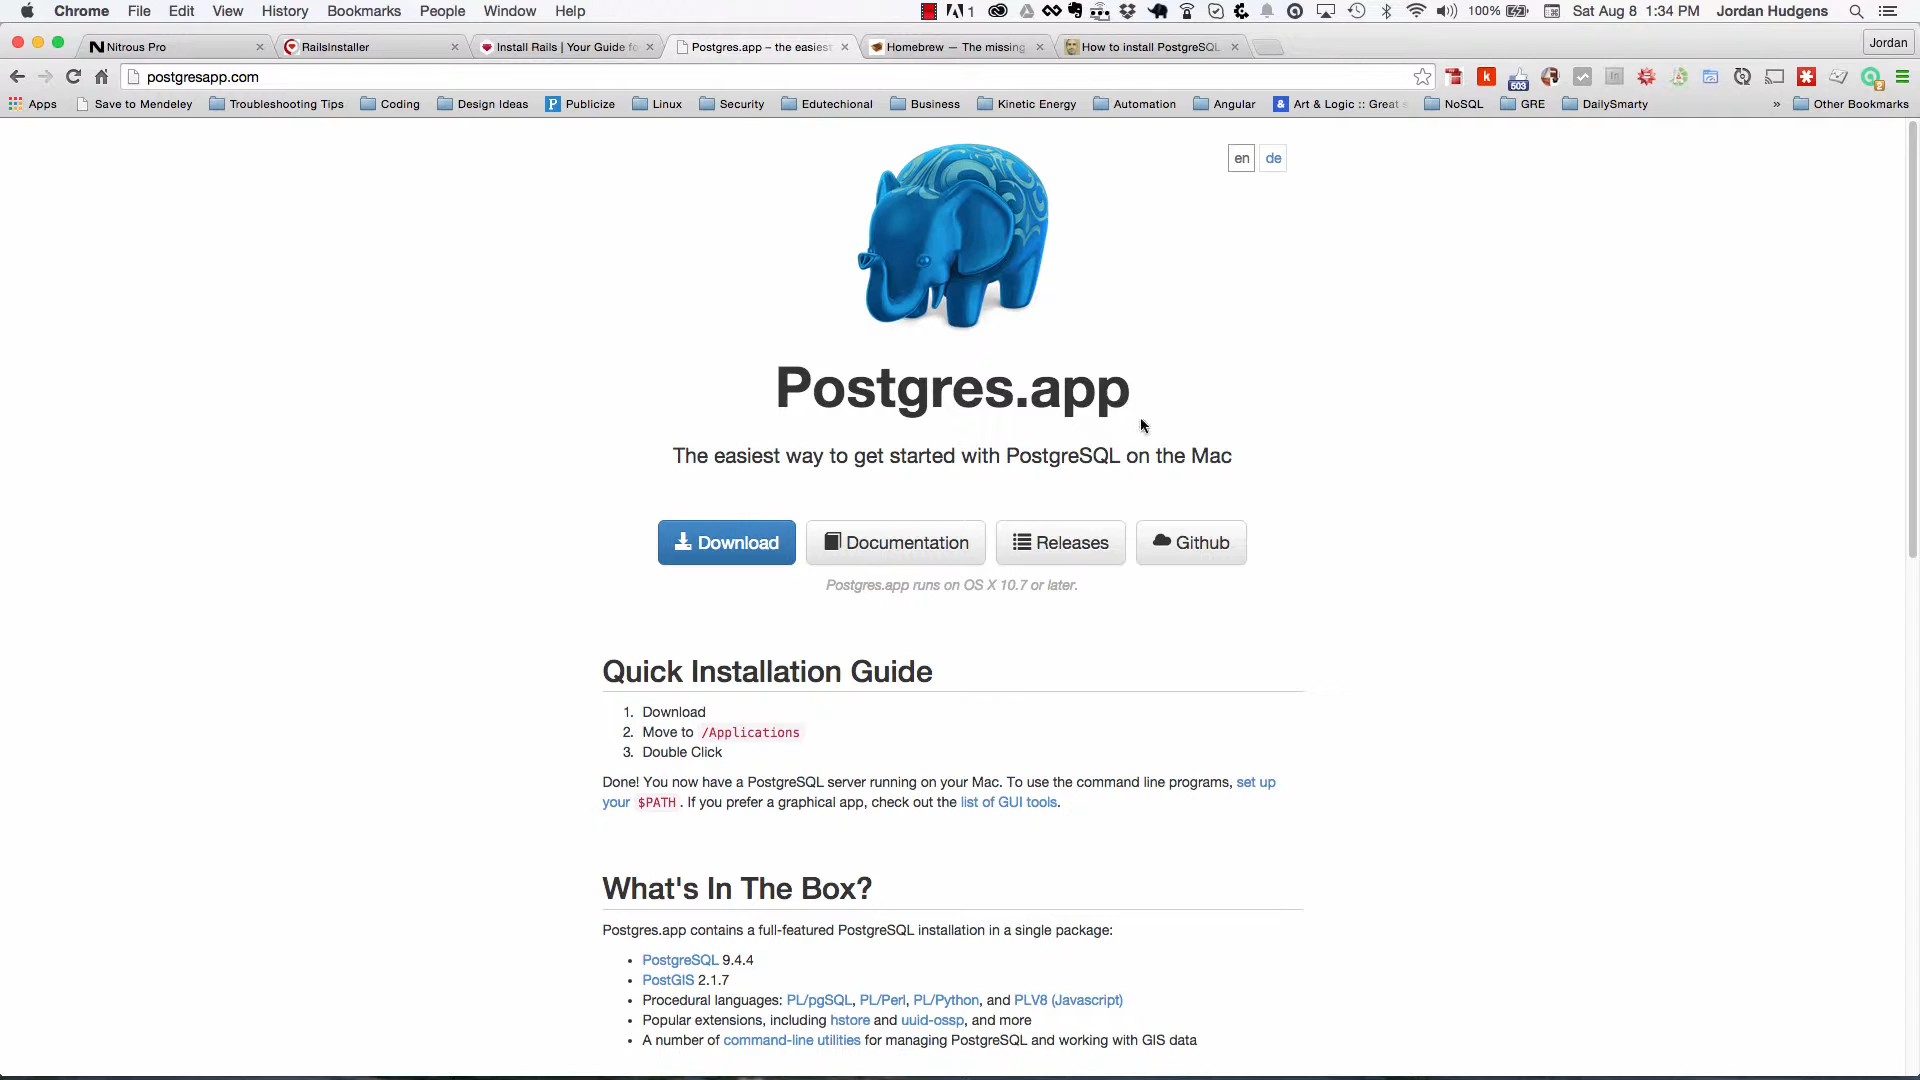 Chrome File Edit View History Bookmarks People Window Help 1 100% Sat Aug 8 1:34 PM Jordan Hudgens
Nitrous Pro RailsInstaller Install Rails | Your Guide fo Postgres.app – the easiest Homebrew — The missing How to install PostgreSQL Jordan
postgresapp.com 503 2
Apps Save to Mendeley Troubleshooting Tips Coding Design Ideas Publicize Linux Security Edutechional Business Kinetic Energy Automation Angular Art & Logic :: Great NoSQL GRE DailySmarty » Other Bookmarks
en de
Postgres.app
The easiest way to get started with PostgreSQL on the Mac
Download Documentation Releases Github
Postgres.app runs on OS X 10.7 or later.
Quick Installation Guide
1. Download
2. Move to /Applications
3. Double Click
Done! You now have a PostgreSQL server running on your Mac. To use the command line programs, set up
your $PATH . If you prefer a graphical app, check out the list of GUI tools.
What's In The Box?
Postgres.app contains a full-featured PostgreSQL installation in a single package:
• PostgreSQL 9.4.4
• PostGIS 2.1.7
• Procedural languages: PL/pgSQL, PL/Perl, PL/Python, and PLV8 (Javascript)
• Popular extensions, including hstore and uuid-ossp, and more
• A number of command-line utilities for managing PostgreSQL and working with GIS data